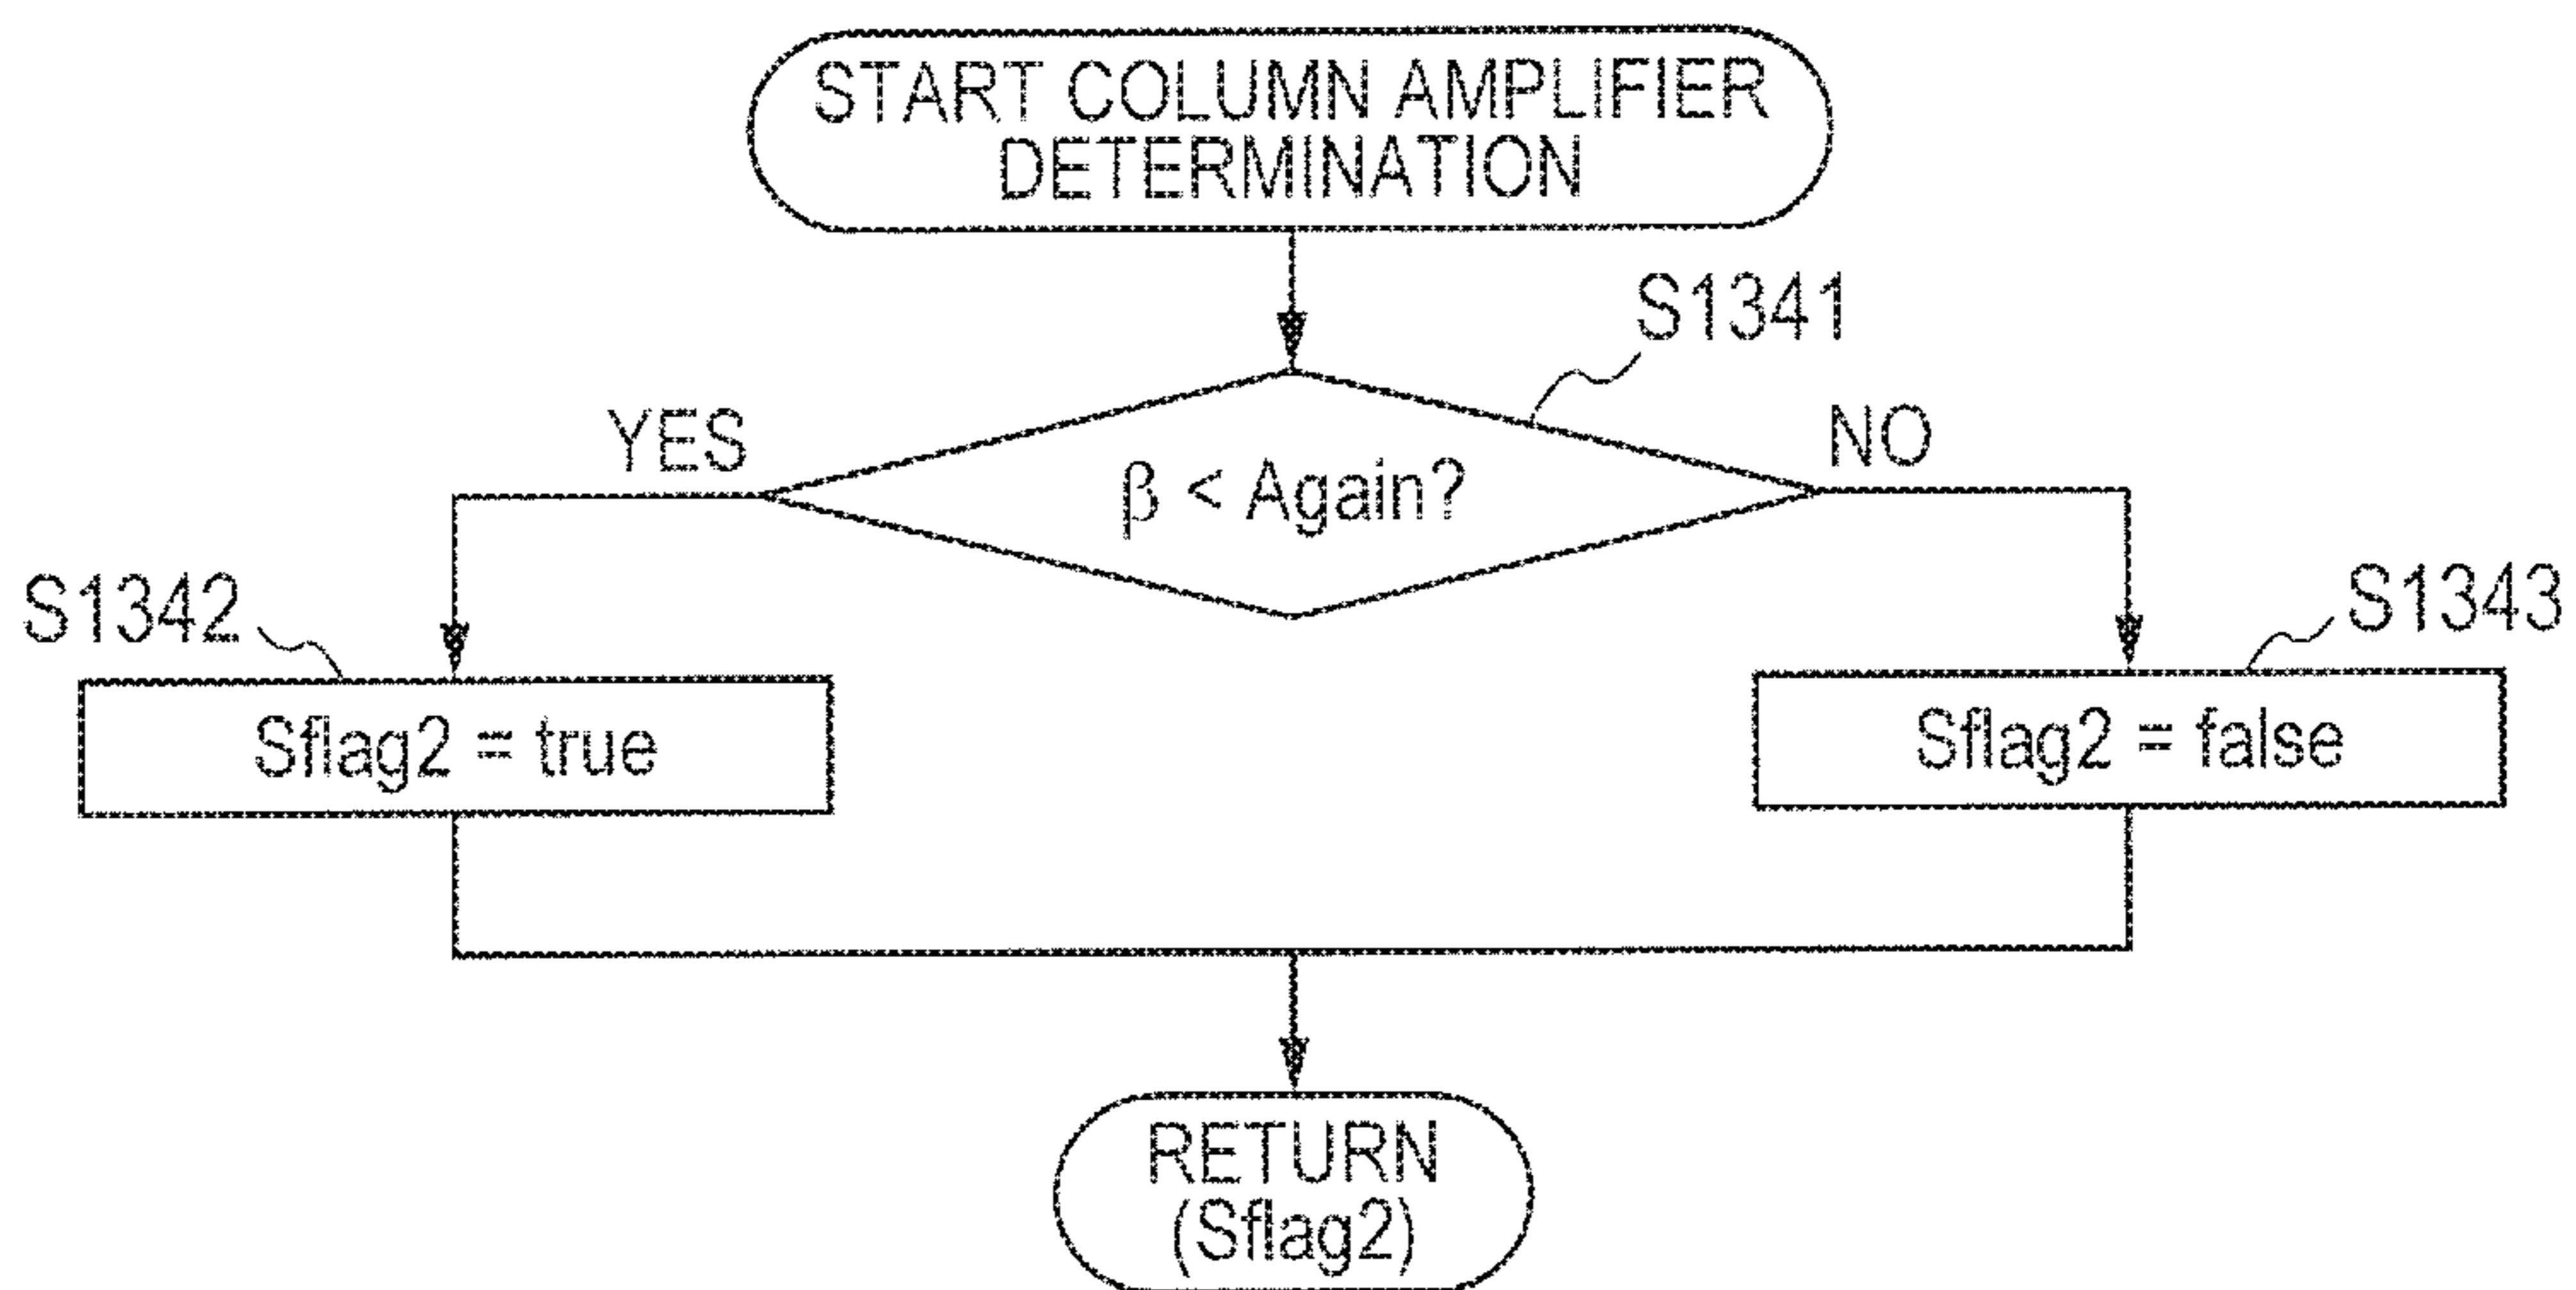 START COLUMN AMPLIFIER
DETERMINATION
S1341
YES
NO
β < Again?
S1342
S1343
Sflag2 = true
Sflag2 = false
RETURN
(Sflag2)